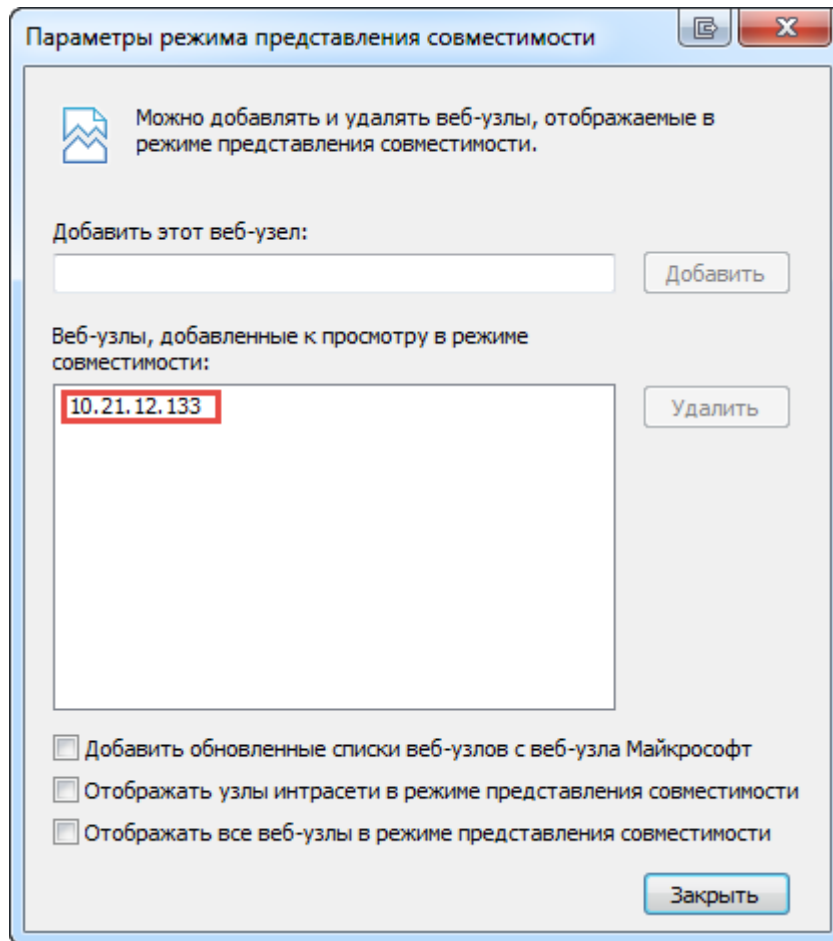 Параметры режима представления совместимости
Можно добавлять и удалять веб-узлы, отображаемые в
режиме представления совместимости.
Добавить этот веб-узел:
Добавить
Веб-узлы, добавленные к просмотру в режиме
совместимости:
10.21.12.133
Удалить
Добавить обновленные списки веб-узлов с веб-узла Майкрософт
Отображать узлы интрасети в режиме представления совместимости
Отображать все веб-узлы в режиме представления совместимости
Закрыть